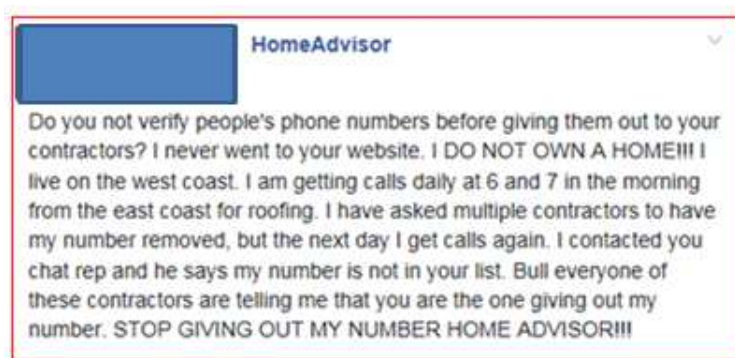 HomeAdvisor
Do you not verify people's phone numbers before giving them out to your
contractors? I never went to your website. I DO NOT OWN A HOME!!! I
live on the west coast. I am getting calls daily at 6 and 7 in the morning
from the east coast for roofing. I have asked multiple contractors to have
my number removed, but the next day I get calls again. I contacted you
chat rep and he says my number is not in your list. Bull everyone of
these contractors are telling me that you are the one giving out my
number. STOP GIVING OUT MY NUMBER HOME ADVISOR!!!